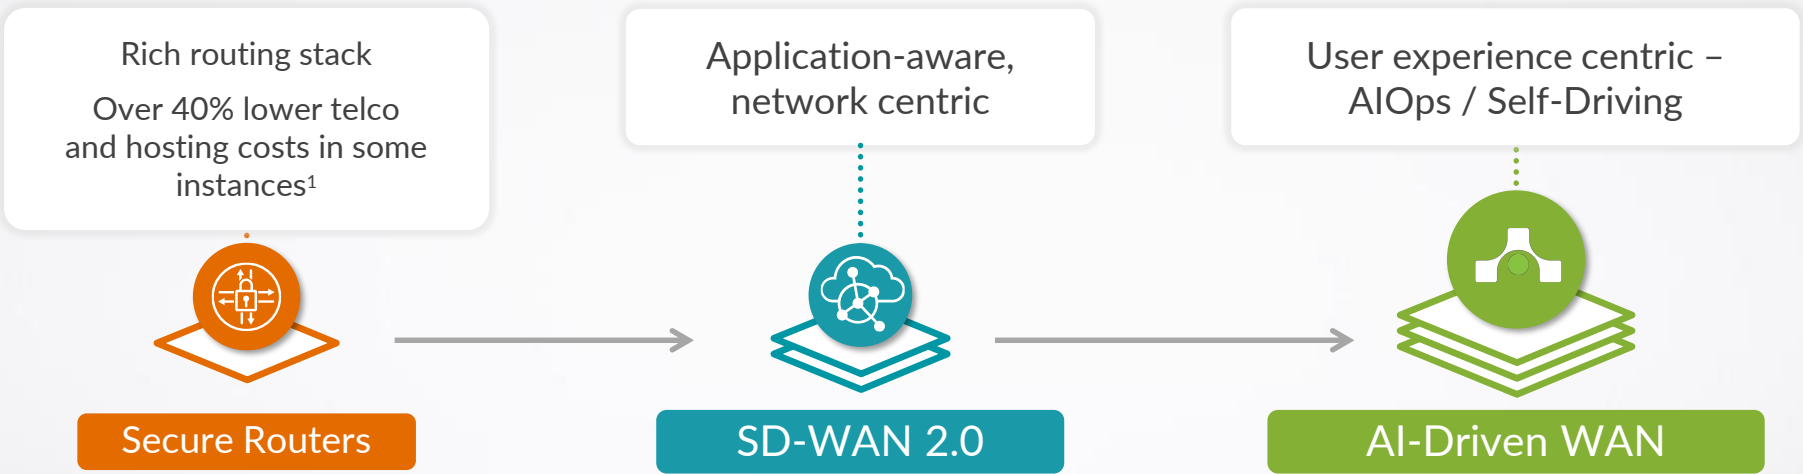 Rich routing stack
Over 40% lower telco
and hosting costs in some
instances¹
Application-aware,
network centric
User experience centric –
AIOps / Self-Driving
Secure Routers
SD-WAN 2.0
AI-Driven WAN